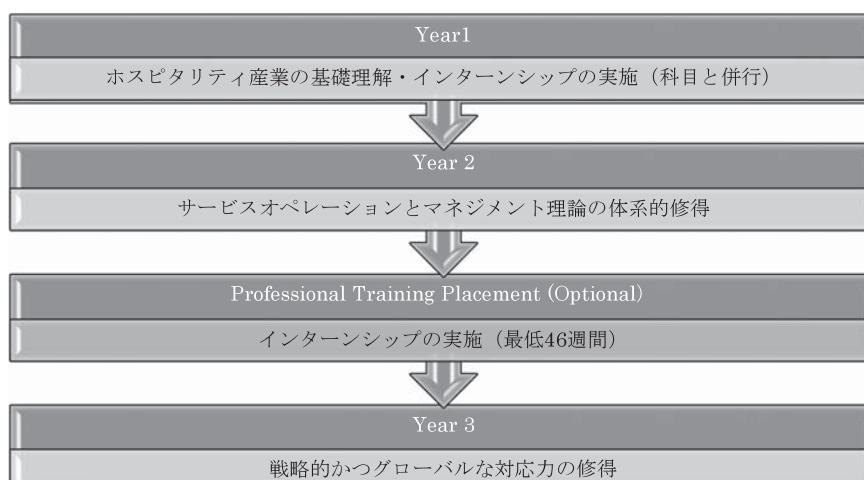 Year1
ホスピタリティ産業の基礎理解・インターンシップの実施（科目と併行）
Year 2
サービスオペレーションとマネジメント理論の体系的修得
Professional Training Placement (Optional)
インターンシップの実施（最低46週間）
Year 3
戦略的かつグローバルな対応力の修得